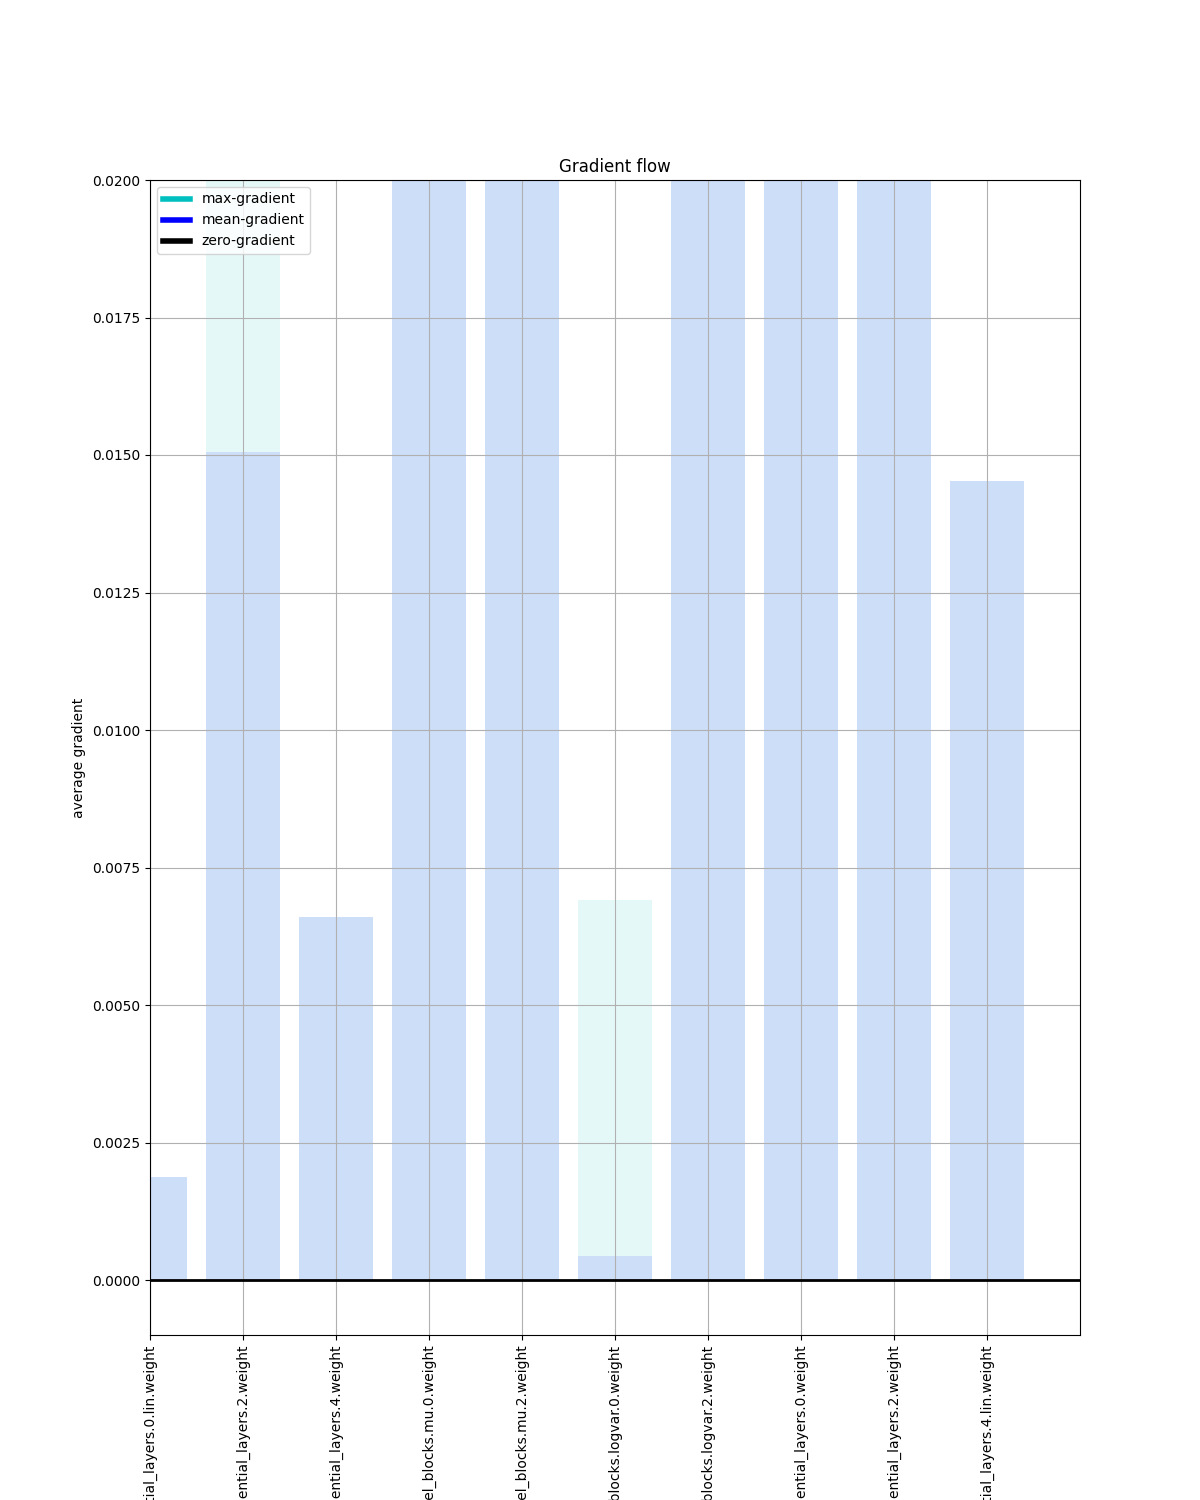 Gradient flow
max-gradient
mean-gradient
zero-gradient
average gradient
0.0200
0.0175
0.0150
0.0125
0.0100
0.0075
0.0050
0.0025
0.0000
tial_layers.0.lin.weight
ential_layers.2.weight
ential_layers.4.weight
el_blocks.mu.0.weight
el_blocks.mu.2.weight
blocks.logvar.0.weight
blocks.logvar.2.weight
ential_layers.0.weight
ential_layers.2.weight
tial_layers.4.lin.weight